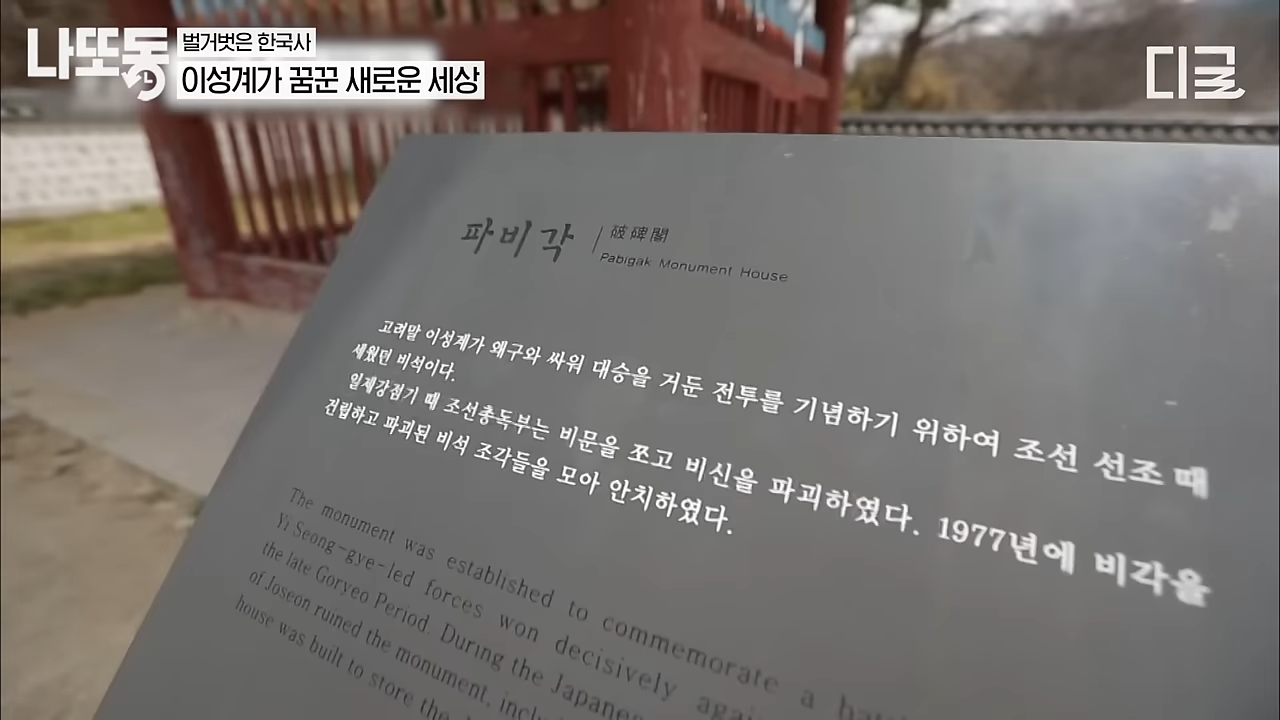 나또동
벌거벗은 한국사
이성계가 꿈꾼 새로운 세상
디글
파비각
破碑閣
Pabigak Monument House
고려말 이성계가 왜구와 싸워 대승을 거둔 전투를 기념하기 위하여 조선 선조 때
세웠던 비석이다.
일제강점기 때 조선총독부는 비문을 쪼고 비신을 파괴하였다. 1977년에 비각을
건립하고 파괴된 비석 조각들을 모아 안치하였다.
The monument was established to commemorate a
Yi Seong-gye-led forces won decisively
the late Goryeo Period. During the Japanese
of Joseon ruined the monument,
house was built to store the